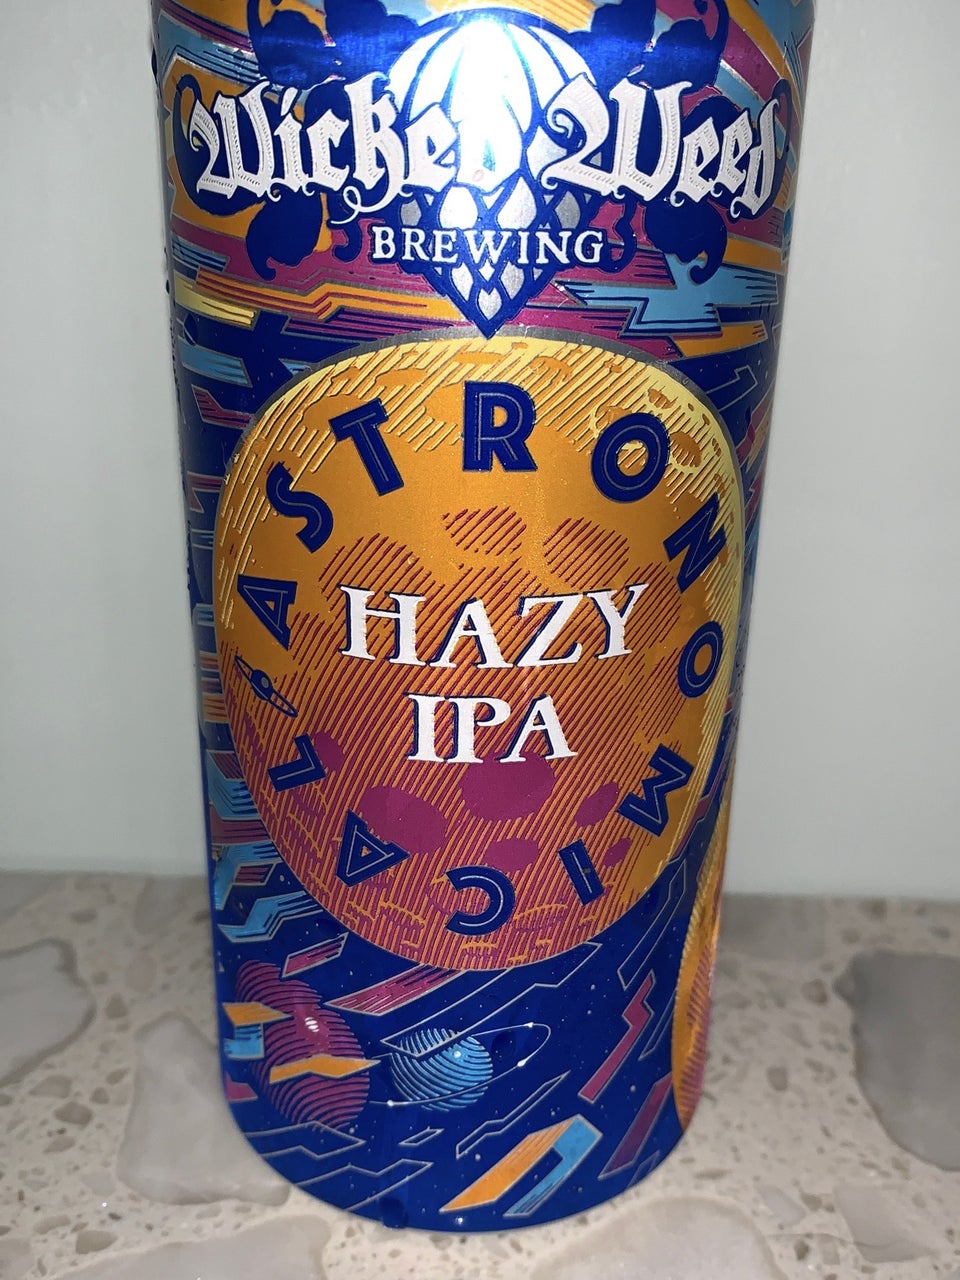 Wicked Weed
BREWING
ASTRONOMICAL
HAZY
IPA